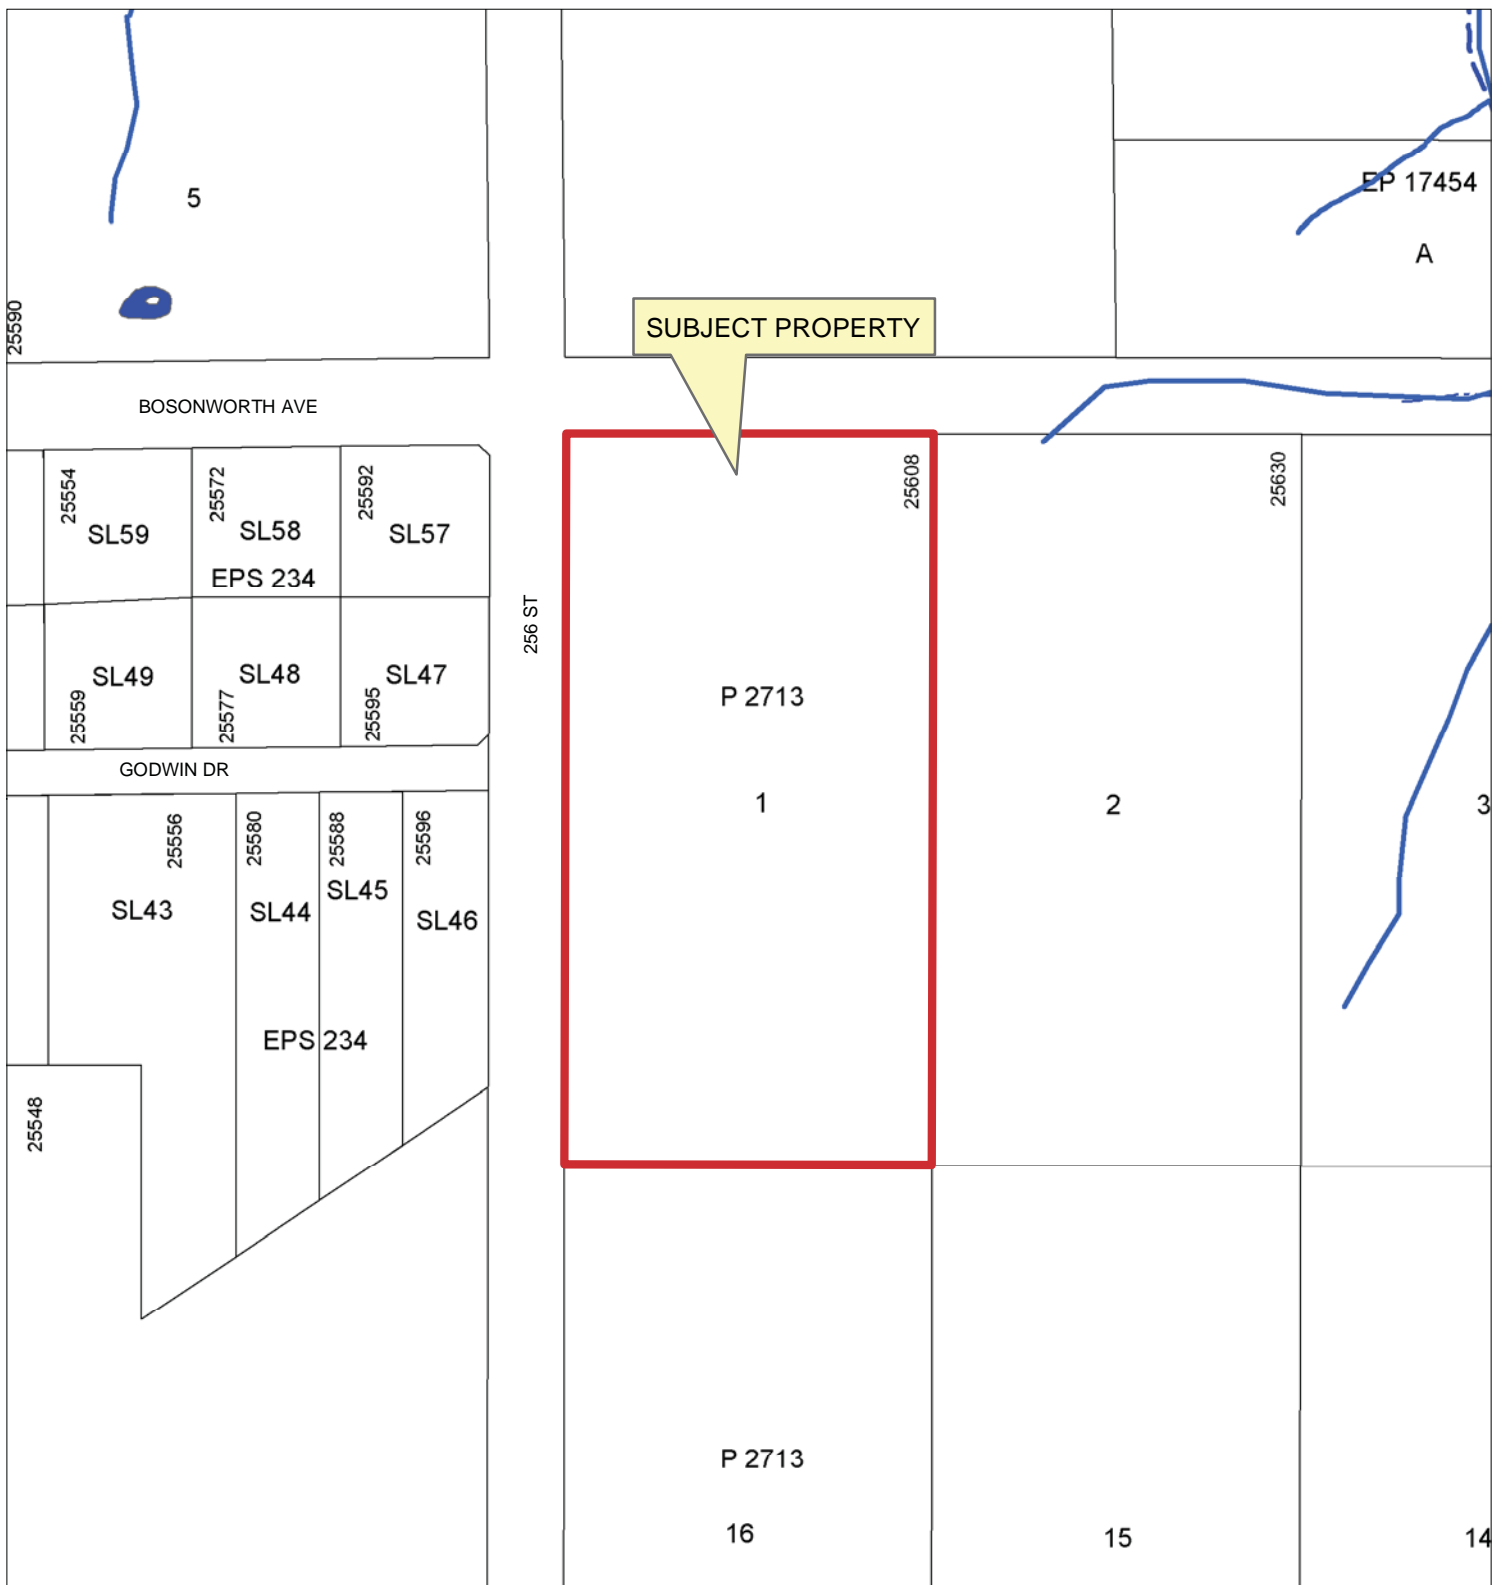 5
EP 17454
A
25590
SUBJECT PROPERTY
BOSONWORTH AVE
25554
SL59
25572
SL58
25592
SL57
EPS 234
25608
25630
256 ST
SL49
25559
SL48
25577
SL47
25595
P 2713
GODWIN DR
1
2
3
25556
25580
25588
25596
SL43
SL44
SL45
SL46
EPS 234
25548
P 2713
16
15
14